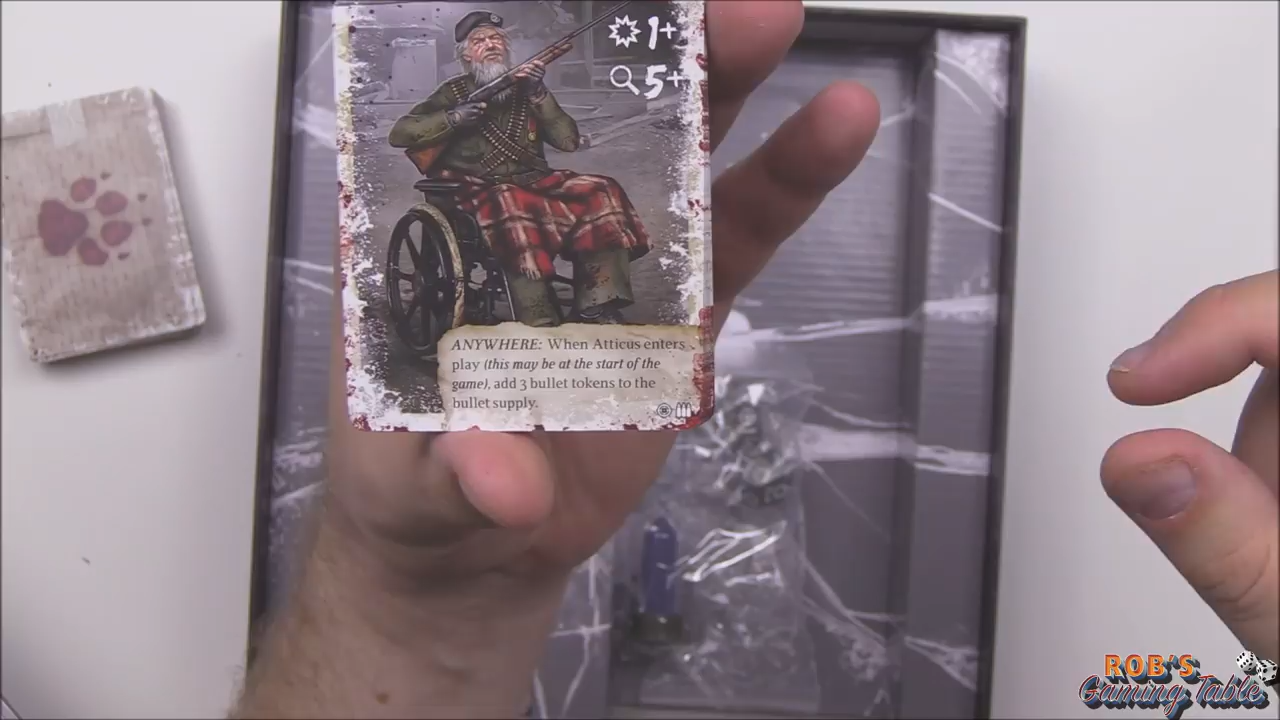 1+
5+
ANYWHERE: When Atticus enters
play (this may be at the start of the
game), add 3 bullet tokens to the
bullet supply.
ROB'S
Gaming Table